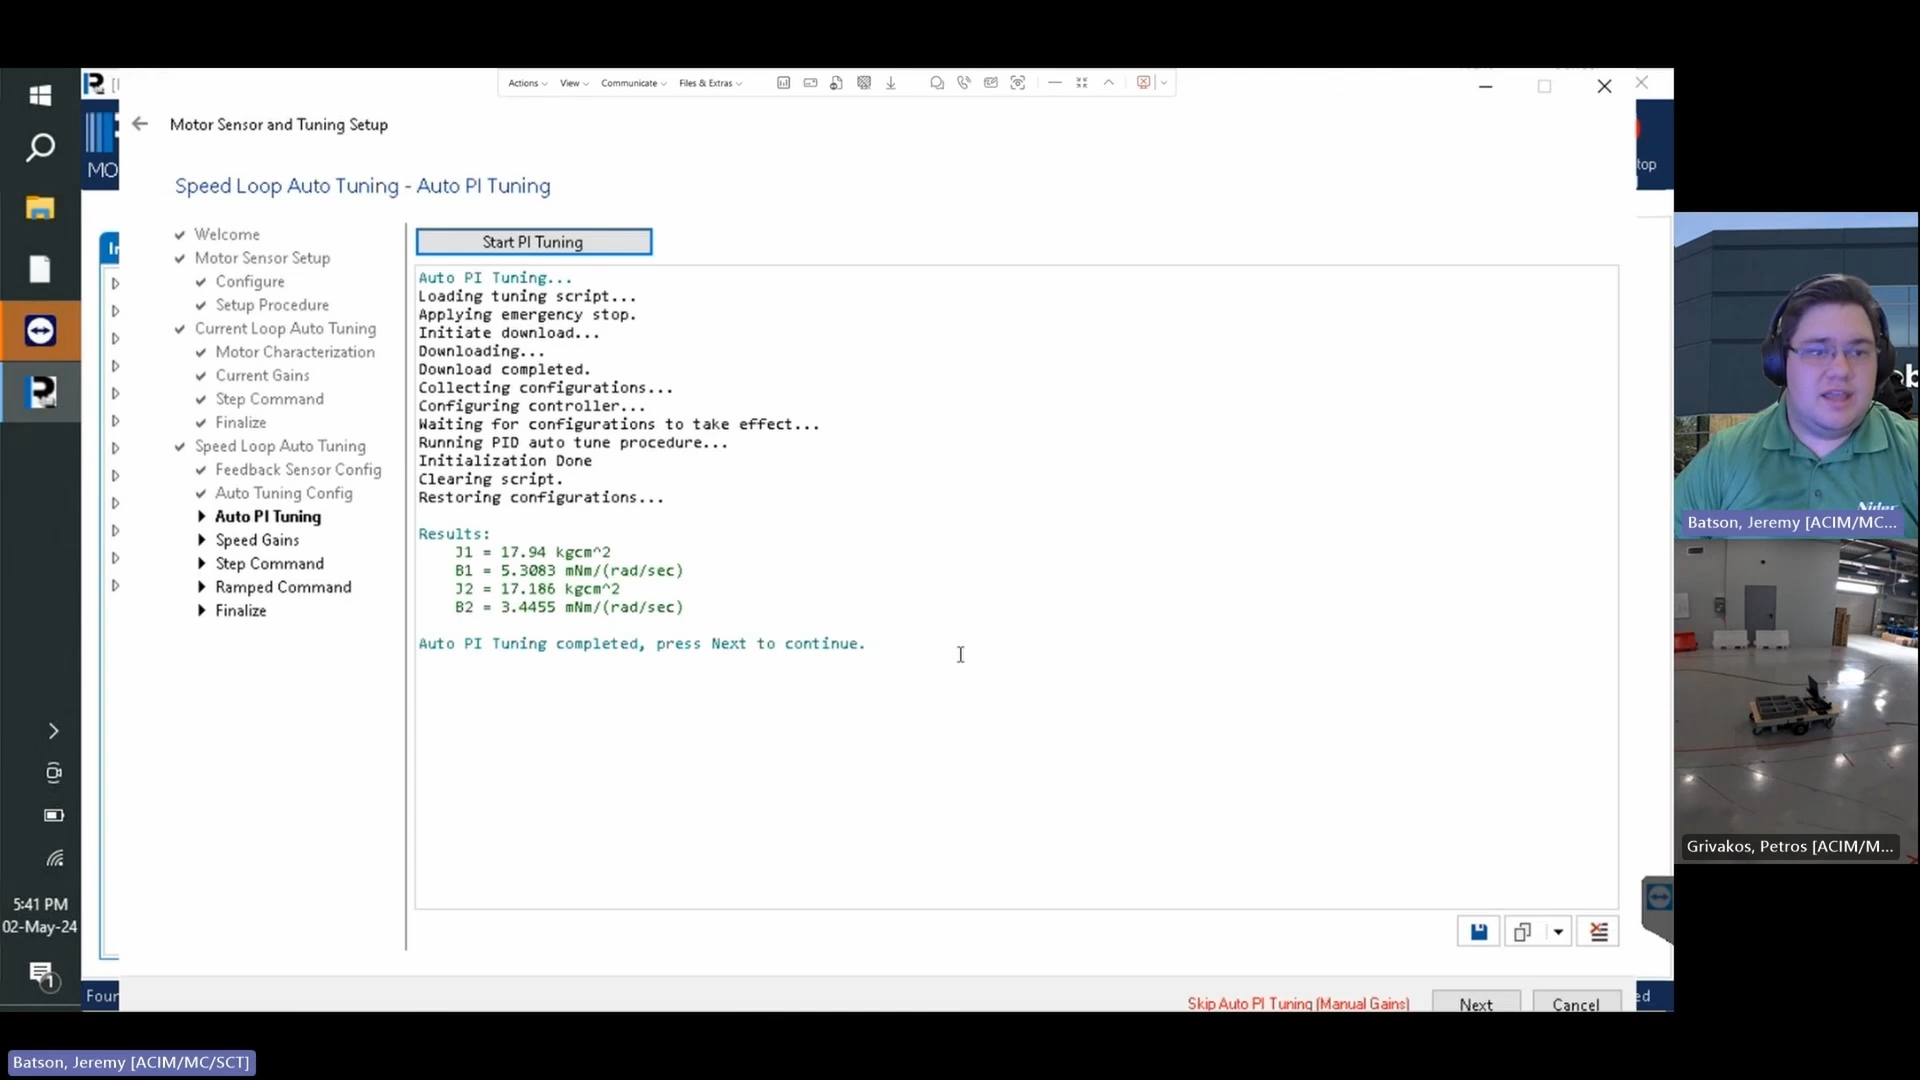 Actions
View
Communicate
Files & Extras
Motor Sensor and Tuning Setup
MO
top
Speed Loop Auto Tuning - Auto PI Tuning
Welcome
Motor Sensor Setup
Configure
Setup Procedure
Current Loop Auto Tuning
Motor Characterization
Current Gains
Step Command
Finalize
Speed Loop Auto Tuning
Feedback Sensor Config
Auto Tuning Config
Auto PI Tuning
Speed Gains
Step Command
Ramped Command
Finalize
Start PI Tuning
Auto PI Tuning...
Loading tuning script...
Applying emergency stop.
Initiate download...
Downloading...
Download completed.
Collecting configurations...
Configuring controller...
Waiting for configurations to take effect...
Running PID auto tune procedure...
Initialization Done
Clearing script.
Restoring configurations...
Results:
J1 = 17.94 kgcm^2
B1 = 5.3083 mNm/(rad/sec)
J2 = 17.186 kgcm^2
B2 = 3.4455 mNm/(rad/sec)
Auto PI Tuning completed, press Next to continue.
Skip Auto PI Tuning (Manual Gains)
Next
Cancel
Four
ed
5:41 PM
02-May-24
1
Nidec
Batson, Jeremy [ACIM/MC...
Grivakos, Petros [ACIM/M...
Batson, Jeremy [ACIM/MC/SCT]